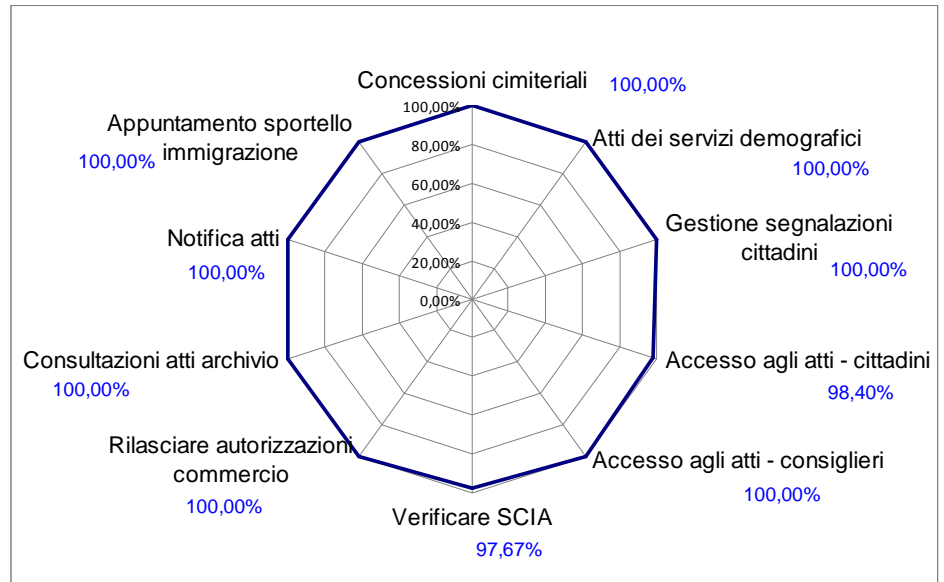 Concessioni cimiteriali 100,00%
Atti dei servizi demografici
100,00%
Gestione segnalazioni
cittadini
100,00%
Accesso agli atti - cittadini
98,40%
Accesso agli atti - consiglieri
100,00%
Verificare SCIA
97,67%
Rilasciare autorizzazioni
commercio
100,00%
Consultazioni atti archivio
100,00%
Notifica atti
100,00%
Appuntamento sportello
immigrazione
100,00%
100,00%
80,00%
60,00%
40,00%
20,00%
0,00%